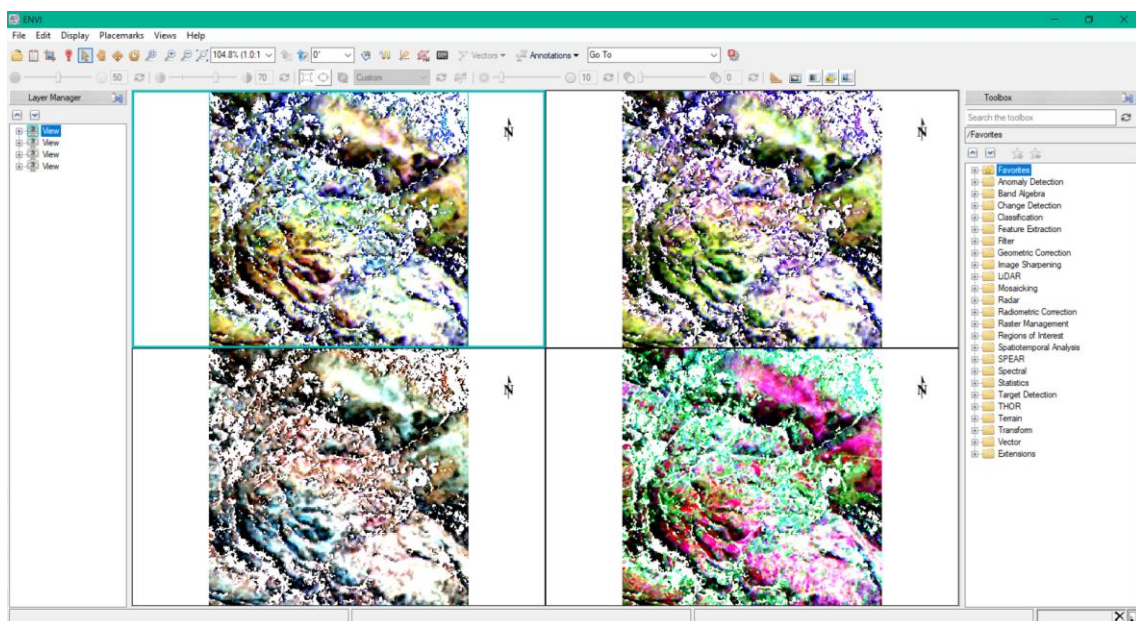 ENVI
File Edit Display Placemarks Views Help
104.8% (1.0:1 0° Vectors Annotations Go To
50 70 Custom 10 0
Layer Manager
View
View
View
View
N
N
N
N
Toolbox
Search the toolbox
/Favorites
Favorites
Anomaly Detection
Band Algebra
Change Detection
Classification
Feature Extraction
Filter
Geometric Correction
Image Sharpening
LiDAR
Mosaicking
Radar
Radiometric Correction
Raster Management
Regions of Interest
Spatiotemporal Analysis
SPEAR
Spectral
Statistics
Target Detection
THOR
Terrain
Transform
Vector
Extensions